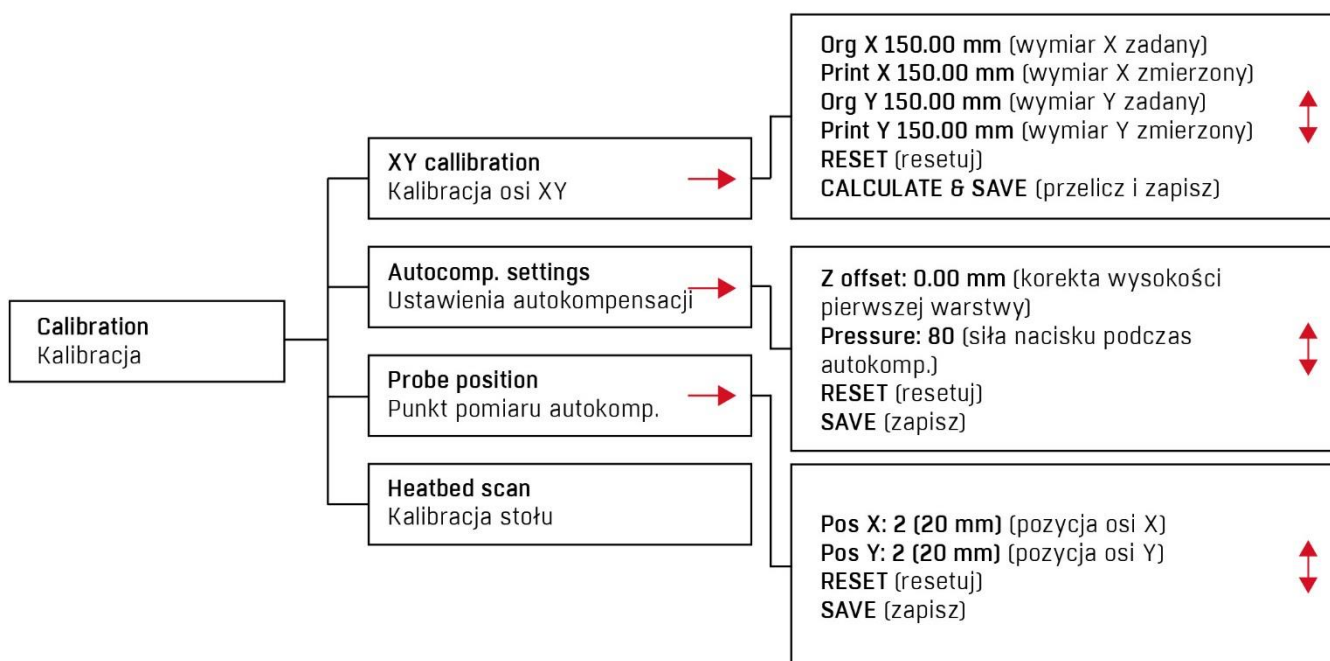 Calibration
Kalibracja
XY callibration
Kalibracja osi XY
Autocomp. settings
Ustawienia autokompensacji
Probe position
Punkt pomiaru autokomp.
Heatbed scan
Kalibracja stołu
Org X 150.00 mm (wymiar X zadany)
Print X 150.00 mm (wymiar X zmierzony)
Org Y 150.00 mm (wymiar Y zadany)
Print Y 150.00 mm (wymiar Y zmierzony)
RESET (resetuj)
CALCULATE & SAVE (przelicz i zapisz)
Z offset: 0.00 mm (korekta wysokości
pierwszej warstwy)
Pressure: 80 (siła nacisku podczas
autokomp.)
RESET (resetuj)
SAVE (zapisz)
Pos X: 2 (20 mm) (pozycja osi X)
Pos Y: 2 (20 mm) (pozycja osi Y)
RESET (resetuj)
SAVE (zapisz)